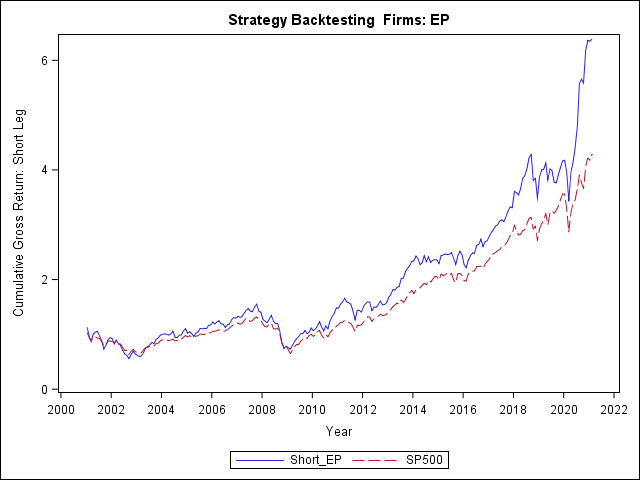 Strategy Backtesting  Firms: EP
Cumulative Gross Return: Short Leg
6
4
2
0
2000 2002 2004 2006 2008 2010 2012 2014 2016 2018 2020 2022
Year
Short_EP SP500